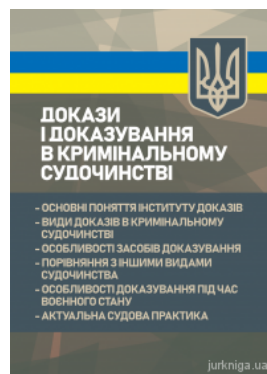 ДОКАЗИ
І ДОКАЗУВАННЯ
В КРИМІНАЛЬНОМУ
СУДОЧИНСТВІ
- ОСНОВНІ ПОНЯТТЯ ІНСТИТУТУ ДОКАЗІВ
- ВИДИ ДОКАЗІВ В КРИМІНАЛЬНОМУ
СУДОЧИНСТВІ
- ОСОБЛИВОСТІ ЗАСОБІВ ДОКАЗУВАННЯ
- ПОРІВНЯННЯ З ІНШИМИ ВИДАМИ
СУДОЧИНСТВА
- ОСОБЛИВОСТІ ДОКАЗУВАННЯ ПІД ЧАС
ВОЄННОГО СТАНУ
- АКТУАЛЬНА СУДОВА ПРАКТИКА
jurkniga.ua